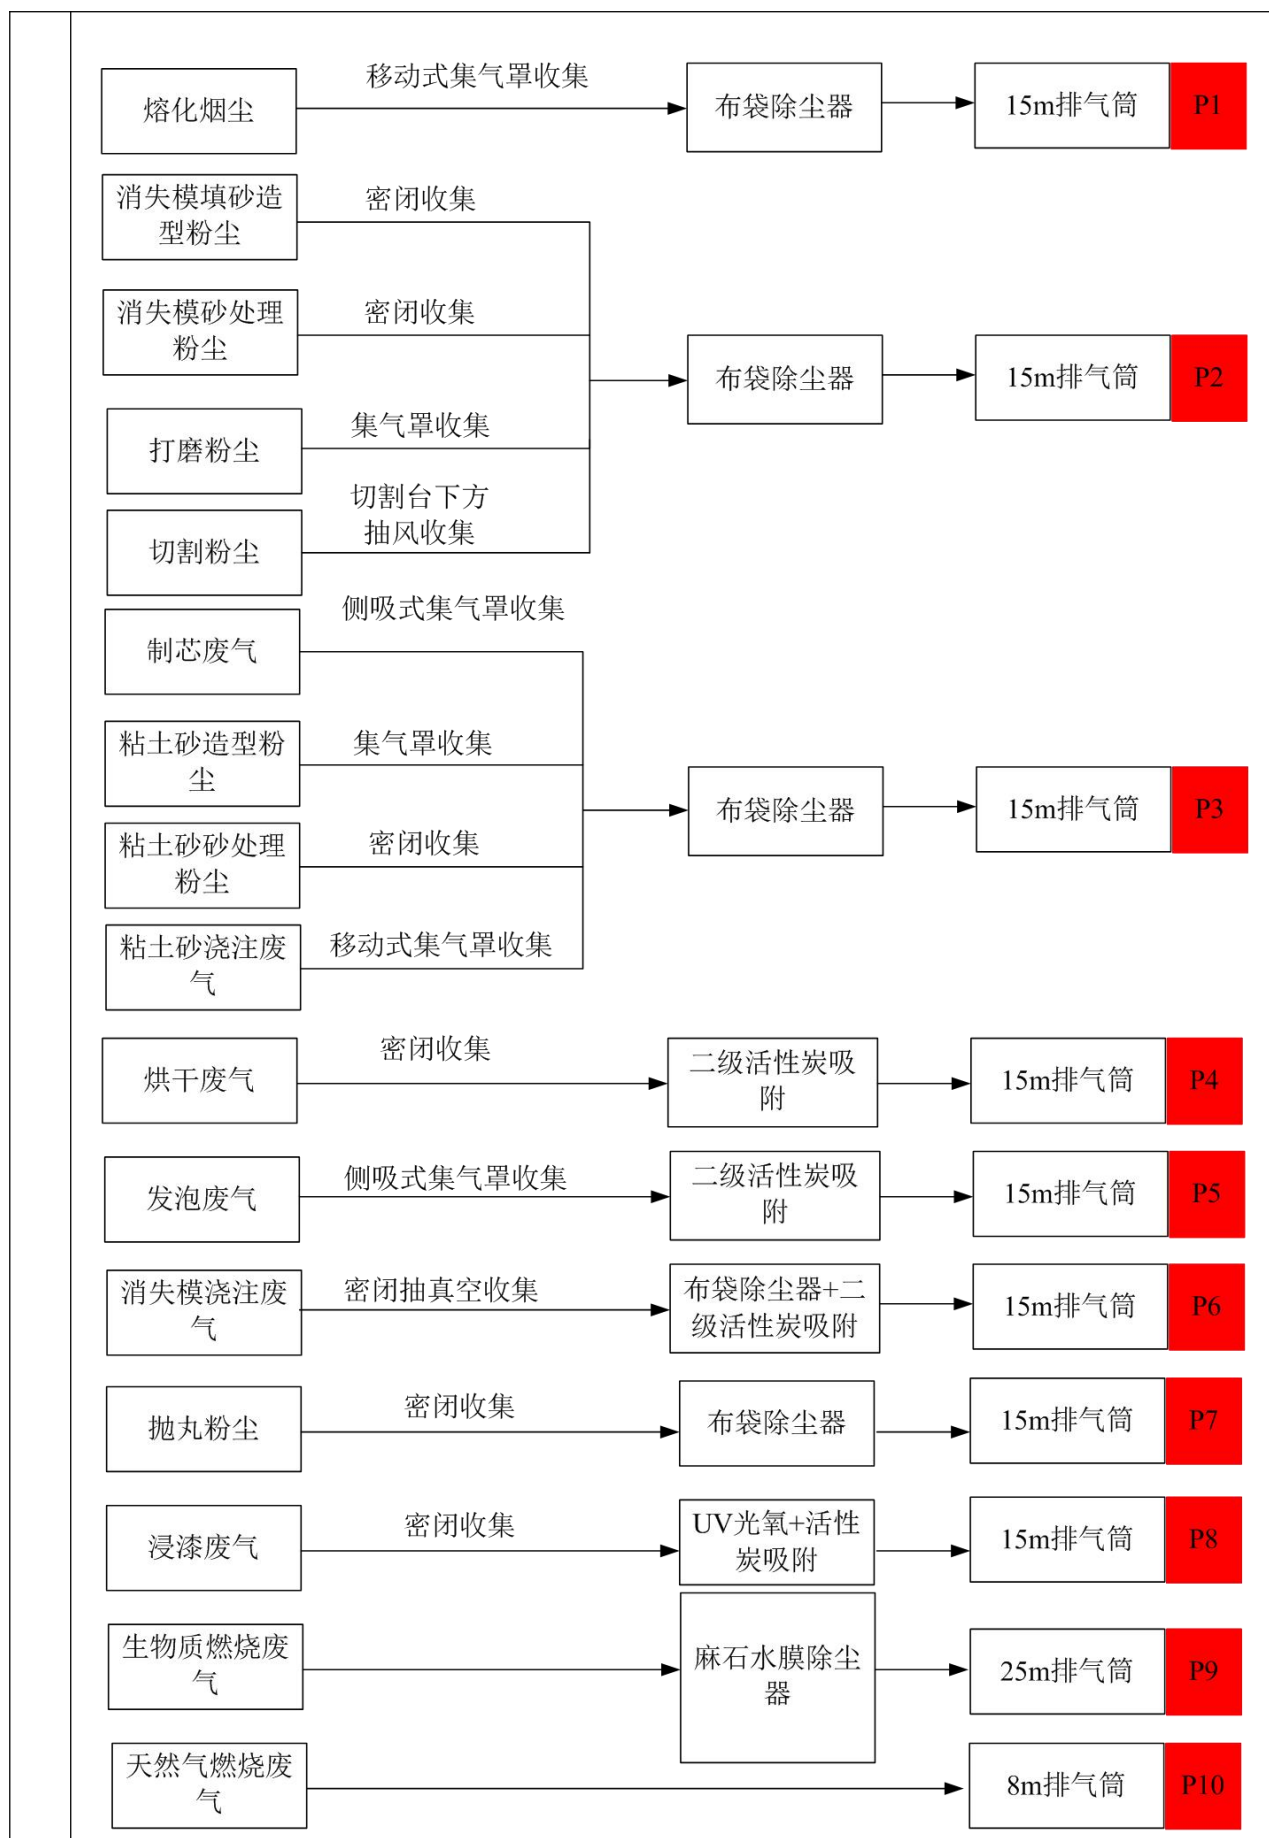 移动式集气罩收集
熔化烟尘
布袋除尘器
15m排气筒
P1
消失模填砂造
型粉尘
密闭收集
消失模砂处理
粉尘
密闭收集
布袋除尘器
15m排气筒
P2
打磨粉尘
集气罩收集
切割粉尘
切割台下方
抽风收集
制芯废气
侧吸式集气罩收集
粘土砂造型粉
尘
集气罩收集
布袋除尘器
15m排气筒
P3
粘土砂砂处理
粉尘
密闭收集
粘土砂浇注废
气
移动式集气罩收集
烘干废气
密闭收集
二级活性炭吸
附
15m排气筒
P4
发泡废气
侧吸式集气罩收集
二级活性炭吸
附
15m排气筒
P5
消失模浇注废
气
密闭抽真空收集
布袋除尘器+二
级活性炭吸附
15m排气筒
P6
抛丸粉尘
密闭收集
布袋除尘器
15m排气筒
P7
浸漆废气
密闭收集
UV光氧+活性
炭吸附
15m排气筒
P8
生物质燃烧废
气
麻石水膜除尘
器
25m排气筒
P9
天然气燃烧废
气
8m排气筒
P10